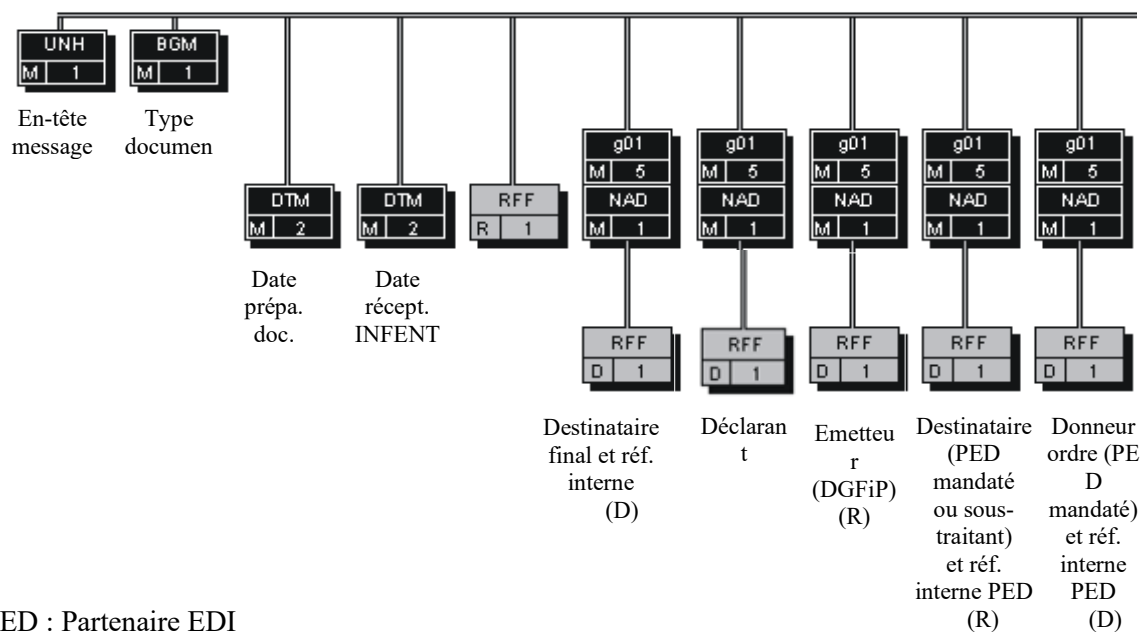 UNH
M 1
BGM
M 1
En-tête
message
Type
documen
DTM
M 2
DTM
M 2
RFF
R 1
g01
M 5
NAD
M 1
g01
M 5
NAD
M 1
g01
M 5
NAD
M 1
g01
M 5
NAD
M 1
g01
M 5
NAD
M 1
Date
prépa.
doc.
Date
récept.
INFENT
RFF
D 1
RFF
D 1
RFF
D 1
RFF
D 1
RFF
D 1
Destinataire
final et réf.
interne
(D)
Déclaran
t
Emetteu
r
(DGFiP)
(R)
Destinataire
(PED
mandaté
ou sous-
traitant)
et réf.
interne PED
(R)
Donneur
ordre (PE
D
mandaté)
et réf.
interne
PED
(D)
ED : Partenaire EDI